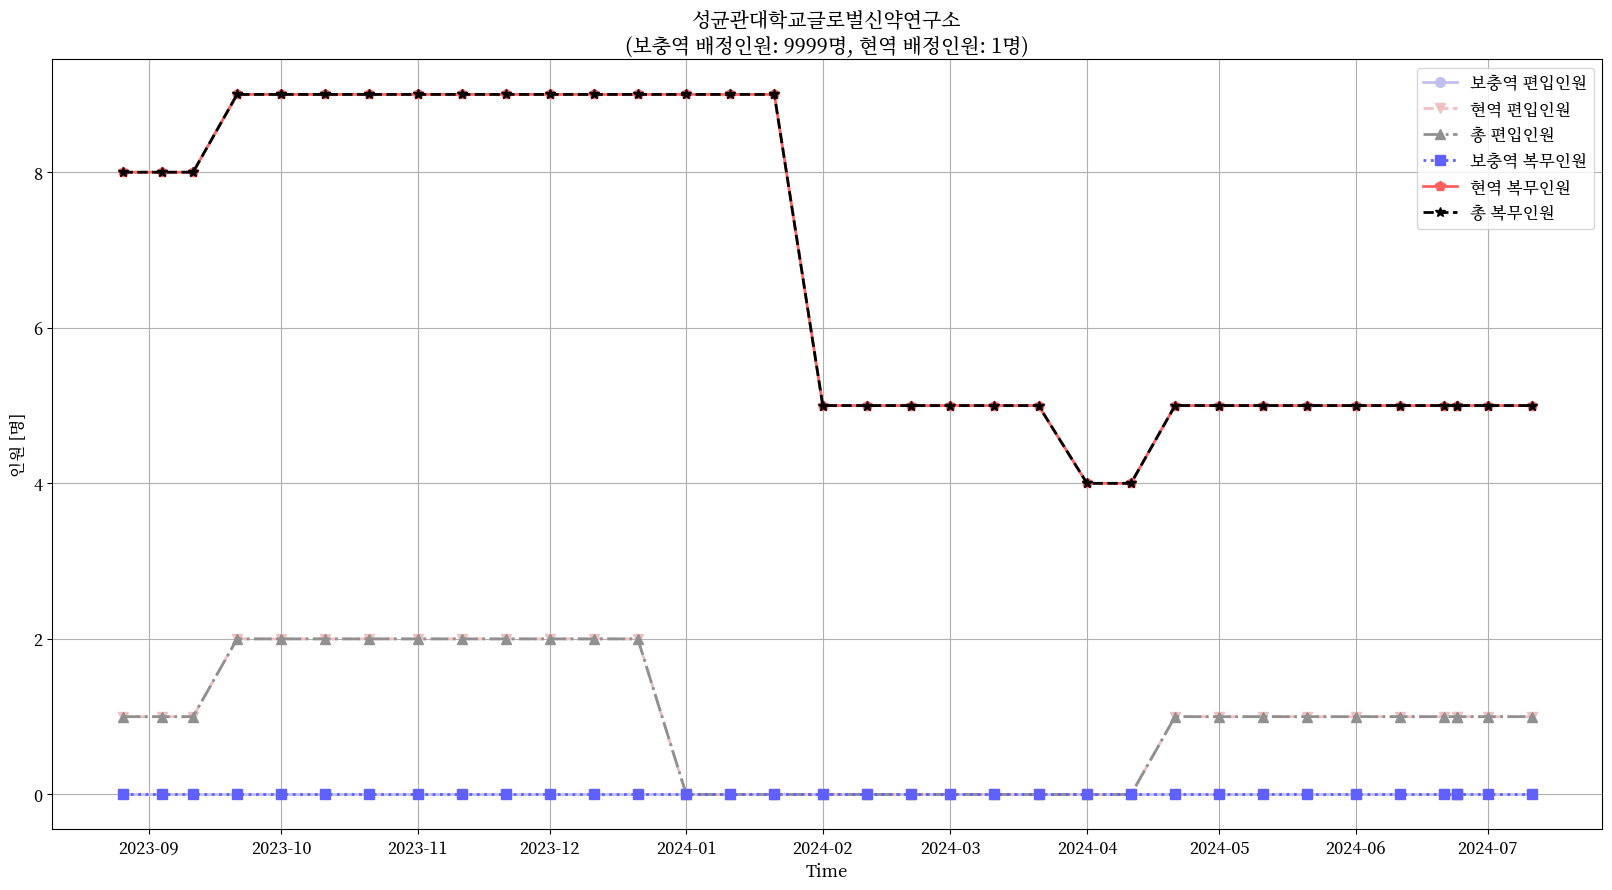 성균관대학교글로벌신약연구소
(보충역 배정인원: 9999명, 현역 배정인원: 1명)
보충역 편입인원
현역 편입인원
총 편입인원
보충역 복무인원
현역 복무인원
총 복무인원
인원 [명]
8
6
4
2
0
2023-09 2023-10 2023-11 2023-12 2024-01 2024-02 2024-03 2024-04 2024-05 2024-06 2024-07
Time